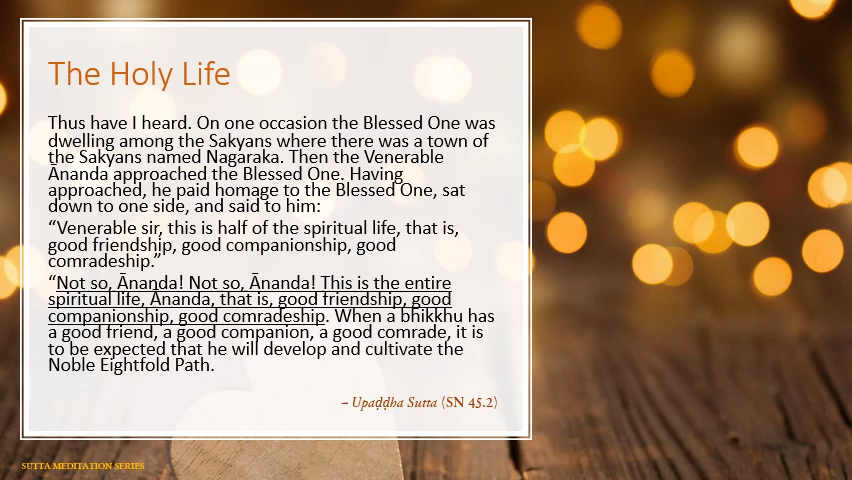 The Holy Life
Thus have I heard. On one occasion the Blessed One was
dwelling among the Sakyans where there was a town of
the Sakyans named Nagaraka. Then the Venerable
Ānanda approached the Blessed One. Having
approached, he paid homage to the Blessed One, sat
down to one side, and said to him:
“Venerable sir, this is half of the spiritual life, that is,
good friendship, good companionship, good
comradeship.”
“Not so, Ānanda! Not so, Ānanda! This is the entire
spiritual life, Ānanda, that is, good friendship, good
companionship, good comradeship. When a bhikkhu has
a good friend, a good companion, a good comrade, it is
to be expected that he will develop and cultivate the
Noble Eightfold Path.
– Upaḍḍha Sutta (SN 45.2)
SUTTA MEDITATION SERIES